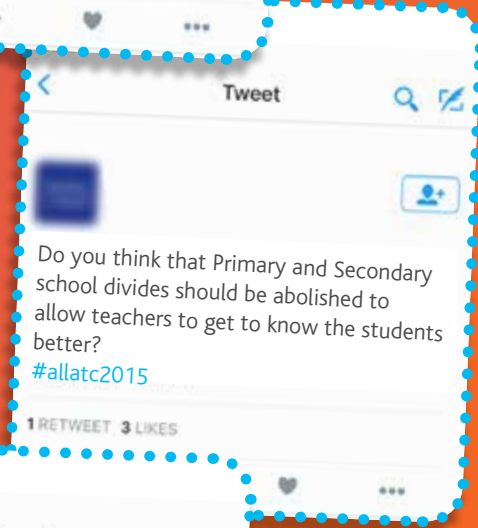 Tweet
Do you think that Primary and Secondary
school divides should be abolished to
allow teachers to get to know the students
better?
#allatc2015
1 RETWEET 3 LIKES